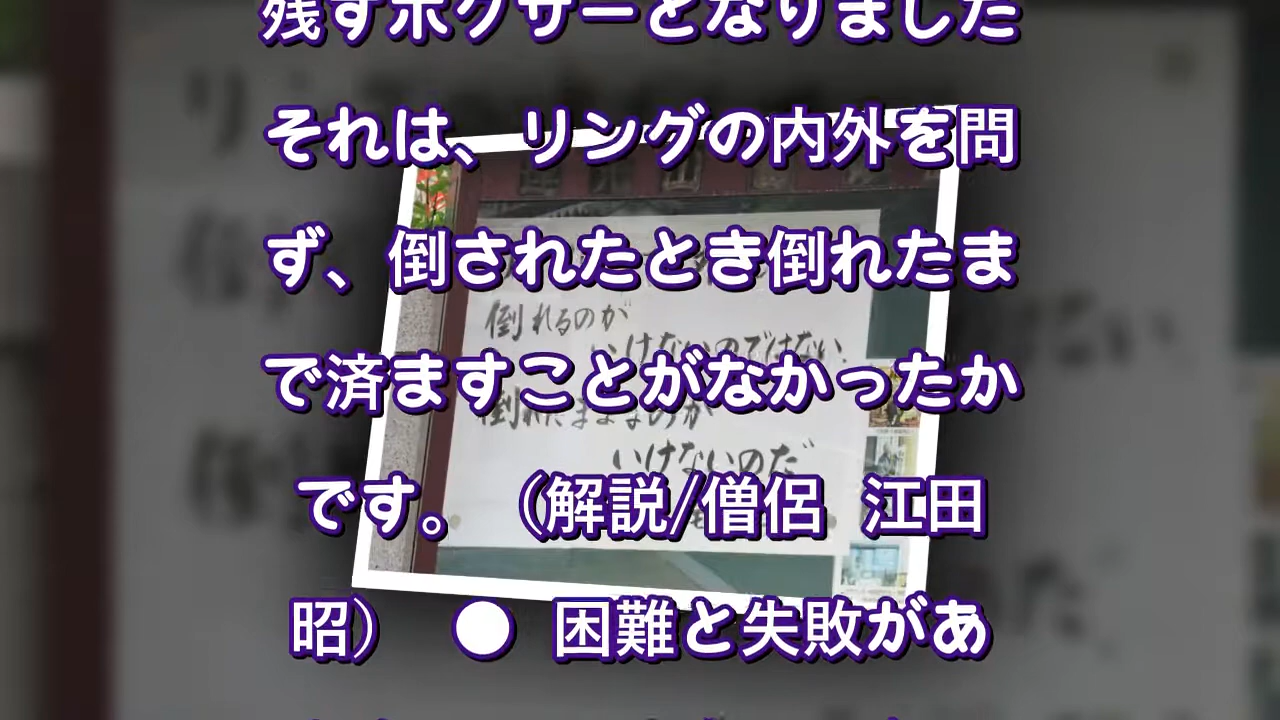 残すボクサーとなりました
それは、リングの内外を問
ず、倒されたとき倒れたま
で済ますことがなかったか
です。（解説/僧侶 江田
昭） ● 困難と失敗があ
倒れるのが
いけないのではない、
倒れたままなのが
いけないのだ